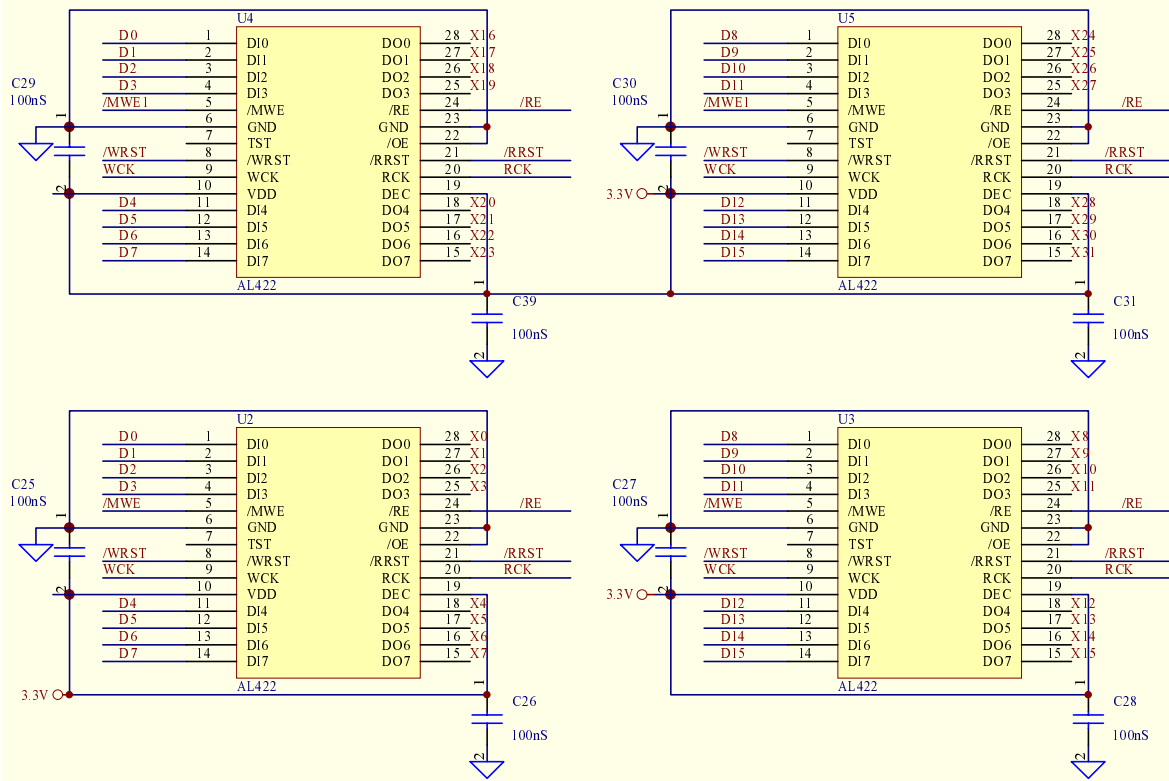 U4
D0 1 DI0 DO0 28 X16
D1 2 DI1 DO1 27 X17
D2 3 DI2 DO2 26 X18
D3 4 DI3 DO3 25 X19
/MWE1 5 /MWE /RE 24 /RE
6 GND GND 23
7 TST /OE 22
/WRST 8 /WRST /RRST 21 /RRST
WCK 9 WCK RCK 20 RCK
10 VDD DEC 19
D4 11 DI4 DO4 18 X20
D5 12 DI5 DO5 17 X21
D6 13 DI6 DO6 16 X22
D7 14 DI7 DO7 15 X23
AL422
C29
100nS
1
2
1
C39
100nS
2
U5
D8 1 DI0 DO0 28 X24
D9 2 DI1 DO1 27 X25
D10 3 DI2 DO2 26 X26
D11 4 DI3 DO3 25 X27
/MWE1 5 /MWE /RE 24 /RE
6 GND GND 23
7 TST /OE 22
/WRST 8 /WRST /RRST 21 /RRST
WCK 9 WCK RCK 20 RCK
3.3V 10 VDD DEC 19
D12 11 DI4 DO4 18 X28
D13 12 DI5 DO5 17 X29
D14 13 DI6 DO6 16 X30
D15 14 DI7 DO7 15 X31
AL422
C30
100nS
1
2
1
C31
100nS
2
U2
D0 1 DI0 DO0 28 X0
D1 2 DI1 DO1 27 X1
D2 3 DI2 DO2 26 X2
D3 4 DI3 DO3 25 X3
/MWE 5 /MWE /RE 24 /RE
6 GND GND 23
7 TST /OE 22
/WRST 8 /WRST /RRST 21 /RRST
WCK 9 WCK RCK 20 RCK
10 VDD DEC 19
D4 11 DI4 DO4 18 X4
D5 12 DI5 DO5 17 X5
D6 13 DI6 DO6 16 X6
D7 14 DI7 DO7 15 X7
AL422
3.3V
C25
100nS
1
2
1
C26
100nS
2
U3
D8 1 DI0 DO0 28 X8
D9 2 DI1 DO1 27 X9
D10 3 DI2 DO2 26 X10
D11 4 DI3 DO3 25 X11
/MWE 5 /MWE /RE 24 /RE
6 GND GND 23
7 TST /OE 22
/WRST 8 /WRST /RRST 21 /RRST
WCK 9 WCK RCK 20 RCK
3.3V 10 VDD DEC 19
D12 11 DI4 DO4 18 X12
D13 12 DI5 DO5 17 X13
D14 13 DI6 DO6 16 X14
D15 14 DI7 DO7 15 X15
AL422
C27
100nS
1
2
1
C28
100nS
2